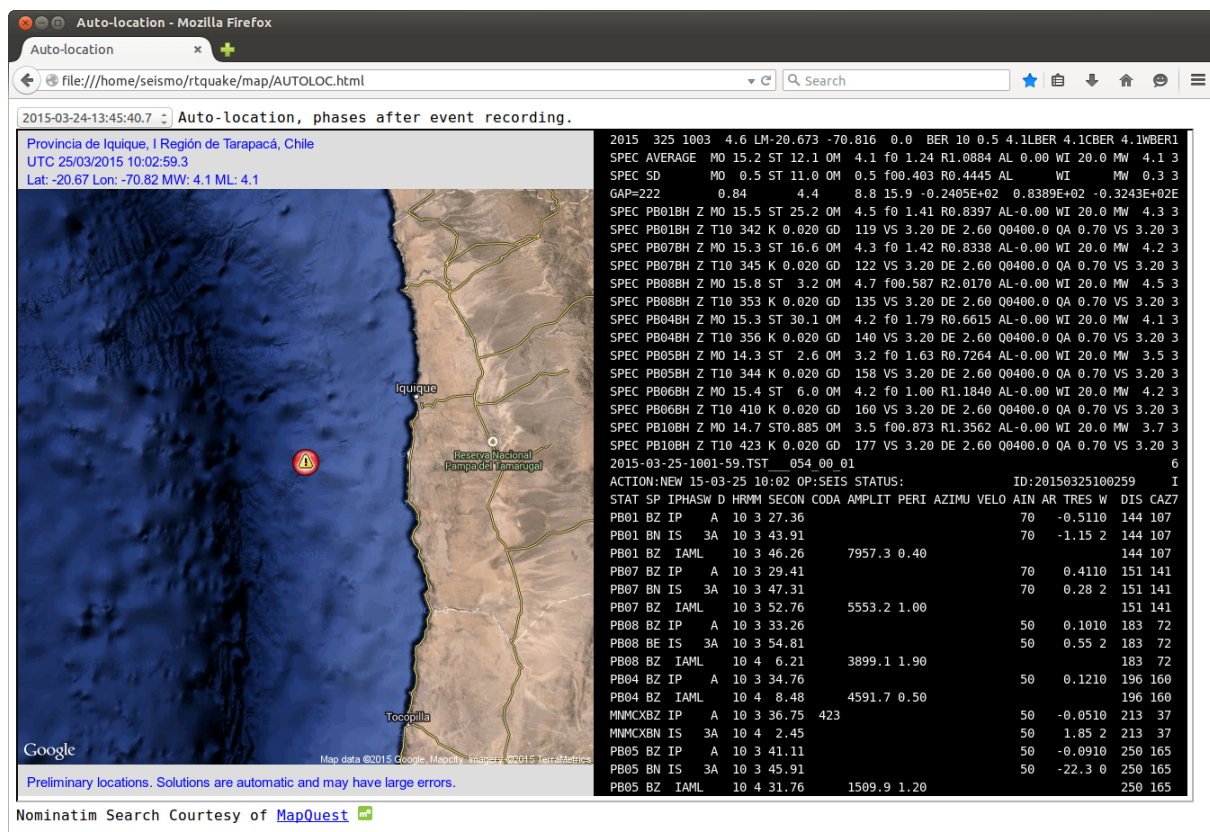 Auto-location - Mozilla Firefox
Auto-location
file:///home/seismo/rtquake/map/AUTOLOC.html
Search
2015-03-24-13:45:40.7 Auto-location, phases after event recording.
Provincia de Iquique, I Región de Tarapacá, Chile
UTC 25/03/2015 10:02:59.3
Lat: -20.67 Lon: -70.82 MW: 4.1 ML: 4.1
Iquique
Reserva Nacional
Pampa del Tamarugal
Tocopilla
Google
Map data ©2015 Google, Mapcity, Imagery ©2015 TerraMetrics
Preliminary locations. Solutions are automatic and may have large errors.
2015  325 1003  4.6 LM-20.673 -70.816  0.0  BER 10 0.5 4.1LBER 4.1CBER 4.1WBER1
SPEC AVERAGE  MO 15.2 ST 12.1 OM  4.1 f0 1.24 R1.0884 AL 0.00 WI 20.0 MW  4.1 3
SPEC SD       MO  0.5 ST 11.0 OM  0.5 f00.403 R0.4445 AL      WI      MW  0.3 3
GAP=222        0.84      4.4     8.8 15.9 -0.2405E+02  0.8389E+02 -0.3243E+02E
SPEC PB01BH Z MO 15.5 ST 25.2 OM  4.5 f0 1.41 R0.8397 AL-0.00 WI 20.0 MW  4.3 3
SPEC PB01BH Z T10 342 K 0.020 GD  119 VS 3.20 DE 2.60 Q0400.0 QA 0.70 VS 3.20 3
SPEC PB07BH Z MO 15.3 ST 16.6 OM  4.3 f0 1.42 R0.8338 AL-0.00 WI 20.0 MW  4.2 3
SPEC PB07BH Z T10 345 K 0.020 GD  122 VS 3.20 DE 2.60 Q0400.0 QA 0.70 VS 3.20 3
SPEC PB08BH Z MO 15.8 ST  3.2 OM  4.7 f00.587 R2.0170 AL-0.00 WI 20.0 MW  4.5 3
SPEC PB08BH Z T10 353 K 0.020 GD  135 VS 3.20 DE 2.60 Q0400.0 QA 0.70 VS 3.20 3
SPEC PB04BH Z MO 15.3 ST 30.1 OM  4.2 f0 1.79 R0.6615 AL-0.00 WI 20.0 MW  4.1 3
SPEC PB04BH Z T10 356 K 0.020 GD  140 VS 3.20 DE 2.60 Q0400.0 QA 0.70 VS 3.20 3
SPEC PB05BH Z MO 14.3 ST  2.6 OM  3.2 f0 1.63 R0.7264 AL-0.00 WI 20.0 MW  3.5 3
SPEC PB05BH Z T10 344 K 0.020 GD  158 VS 3.20 DE 2.60 Q0400.0 QA 0.70 VS 3.20 3
SPEC PB06BH Z MO 15.4 ST  6.0 OM  4.2 f0 1.00 R1.1840 AL-0.00 WI 20.0 MW  4.2 3
SPEC PB06BH Z T10 410 K 0.020 GD  160 VS 3.20 DE 2.60 Q0400.0 QA 0.70 VS 3.20 3
SPEC PB10BH Z MO 14.7 ST0.885 OM  3.5 f00.873 R1.3562 AL-0.00 WI 20.0 MW  3.7 3
SPEC PB10BH Z T10 423 K 0.020 GD  177 VS 3.20 DE 2.60 Q0400.0 QA 0.70 VS 3.20 3
2015-03-25-1001-59.TST___054_00_01                                            6
ACTION:NEW 15-03-25 10:02 OP:SEIS STATUS:               ID:20150325100259     I
STAT SP IPHASW D HRMM SECON CODA AMPLIT PERI AZIMU VELO AIN AR TRES W  DIS CAZ7
PB01 BZ IP    A  10 3 27.36                              70   -0.5110  144 107
PB01 BN IS   3A  10 3 43.91                              70   -1.15 2  144 107
PB01 BZ  IAML    10 3 46.26     7957.3 0.40                            144 107
PB07 BZ IP    A  10 3 29.41                              70    0.4110  151 141
PB07 BN IS   3A  10 3 47.31                              70    0.28 2  151 141
PB07 BZ  IAML    10 3 52.76     5553.2 1.00                            151 141
PB08 BZ IP    A  10 3 33.26                              50    0.1010  183  72
PB08 BE IS   3A  10 3 54.81                              50    0.55 2  183  72
PB08 BZ  IAML    10 4  6.21     3899.1 1.90                            183  72
PB04 BZ IP    A  10 3 34.76                              50    0.1210  196 160
PB04 BZ  IAML    10 4  8.48     4591.7 0.50                            196 160
MNMCXBZ IP    A  10 3 36.75  423                         50   -0.0510  213  37
MNMCXBN IS   3A  10 4  2.45                              50    1.85 2  213  37
PB05 BZ IP    A  10 3 41.11                              50   -0.0910  250 165
PB05 BN IS   3A  10 3 45.91                              50   -22.3 0  250 165
PB05 BZ  IAML    10 4 31.76     1509.9 1.20                            250 165
Nominatim Search Courtesy of MapQuest